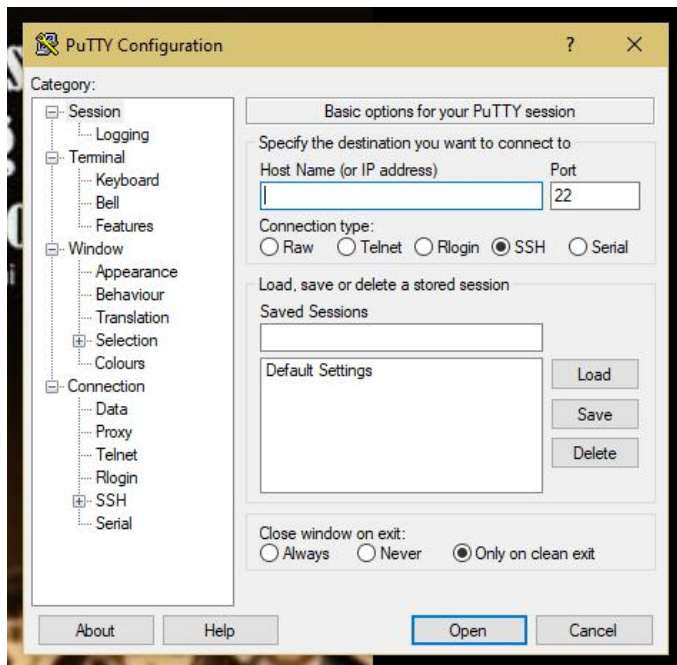 PuTTY Configuration
?
Category:
Session
Logging
Terminal
Keyboard
Bell
Features
Window
Appearance
Behaviour
Translation
Selection
Colours
Connection
Data
Proxy
Telnet
Rlogin
SSH
Serial
Basic options for your PuTTY session
Specify the destination you want to connect to
Host Name (or IP address) Port
22
Connection type:
Raw Telnet Rlogin SSH Serial
Load, save or delete a stored session
Saved Sessions
Default Settings
Load
Save
Delete
Close window on exit:
Always Never Only on clean exit
About Help Open Cancel